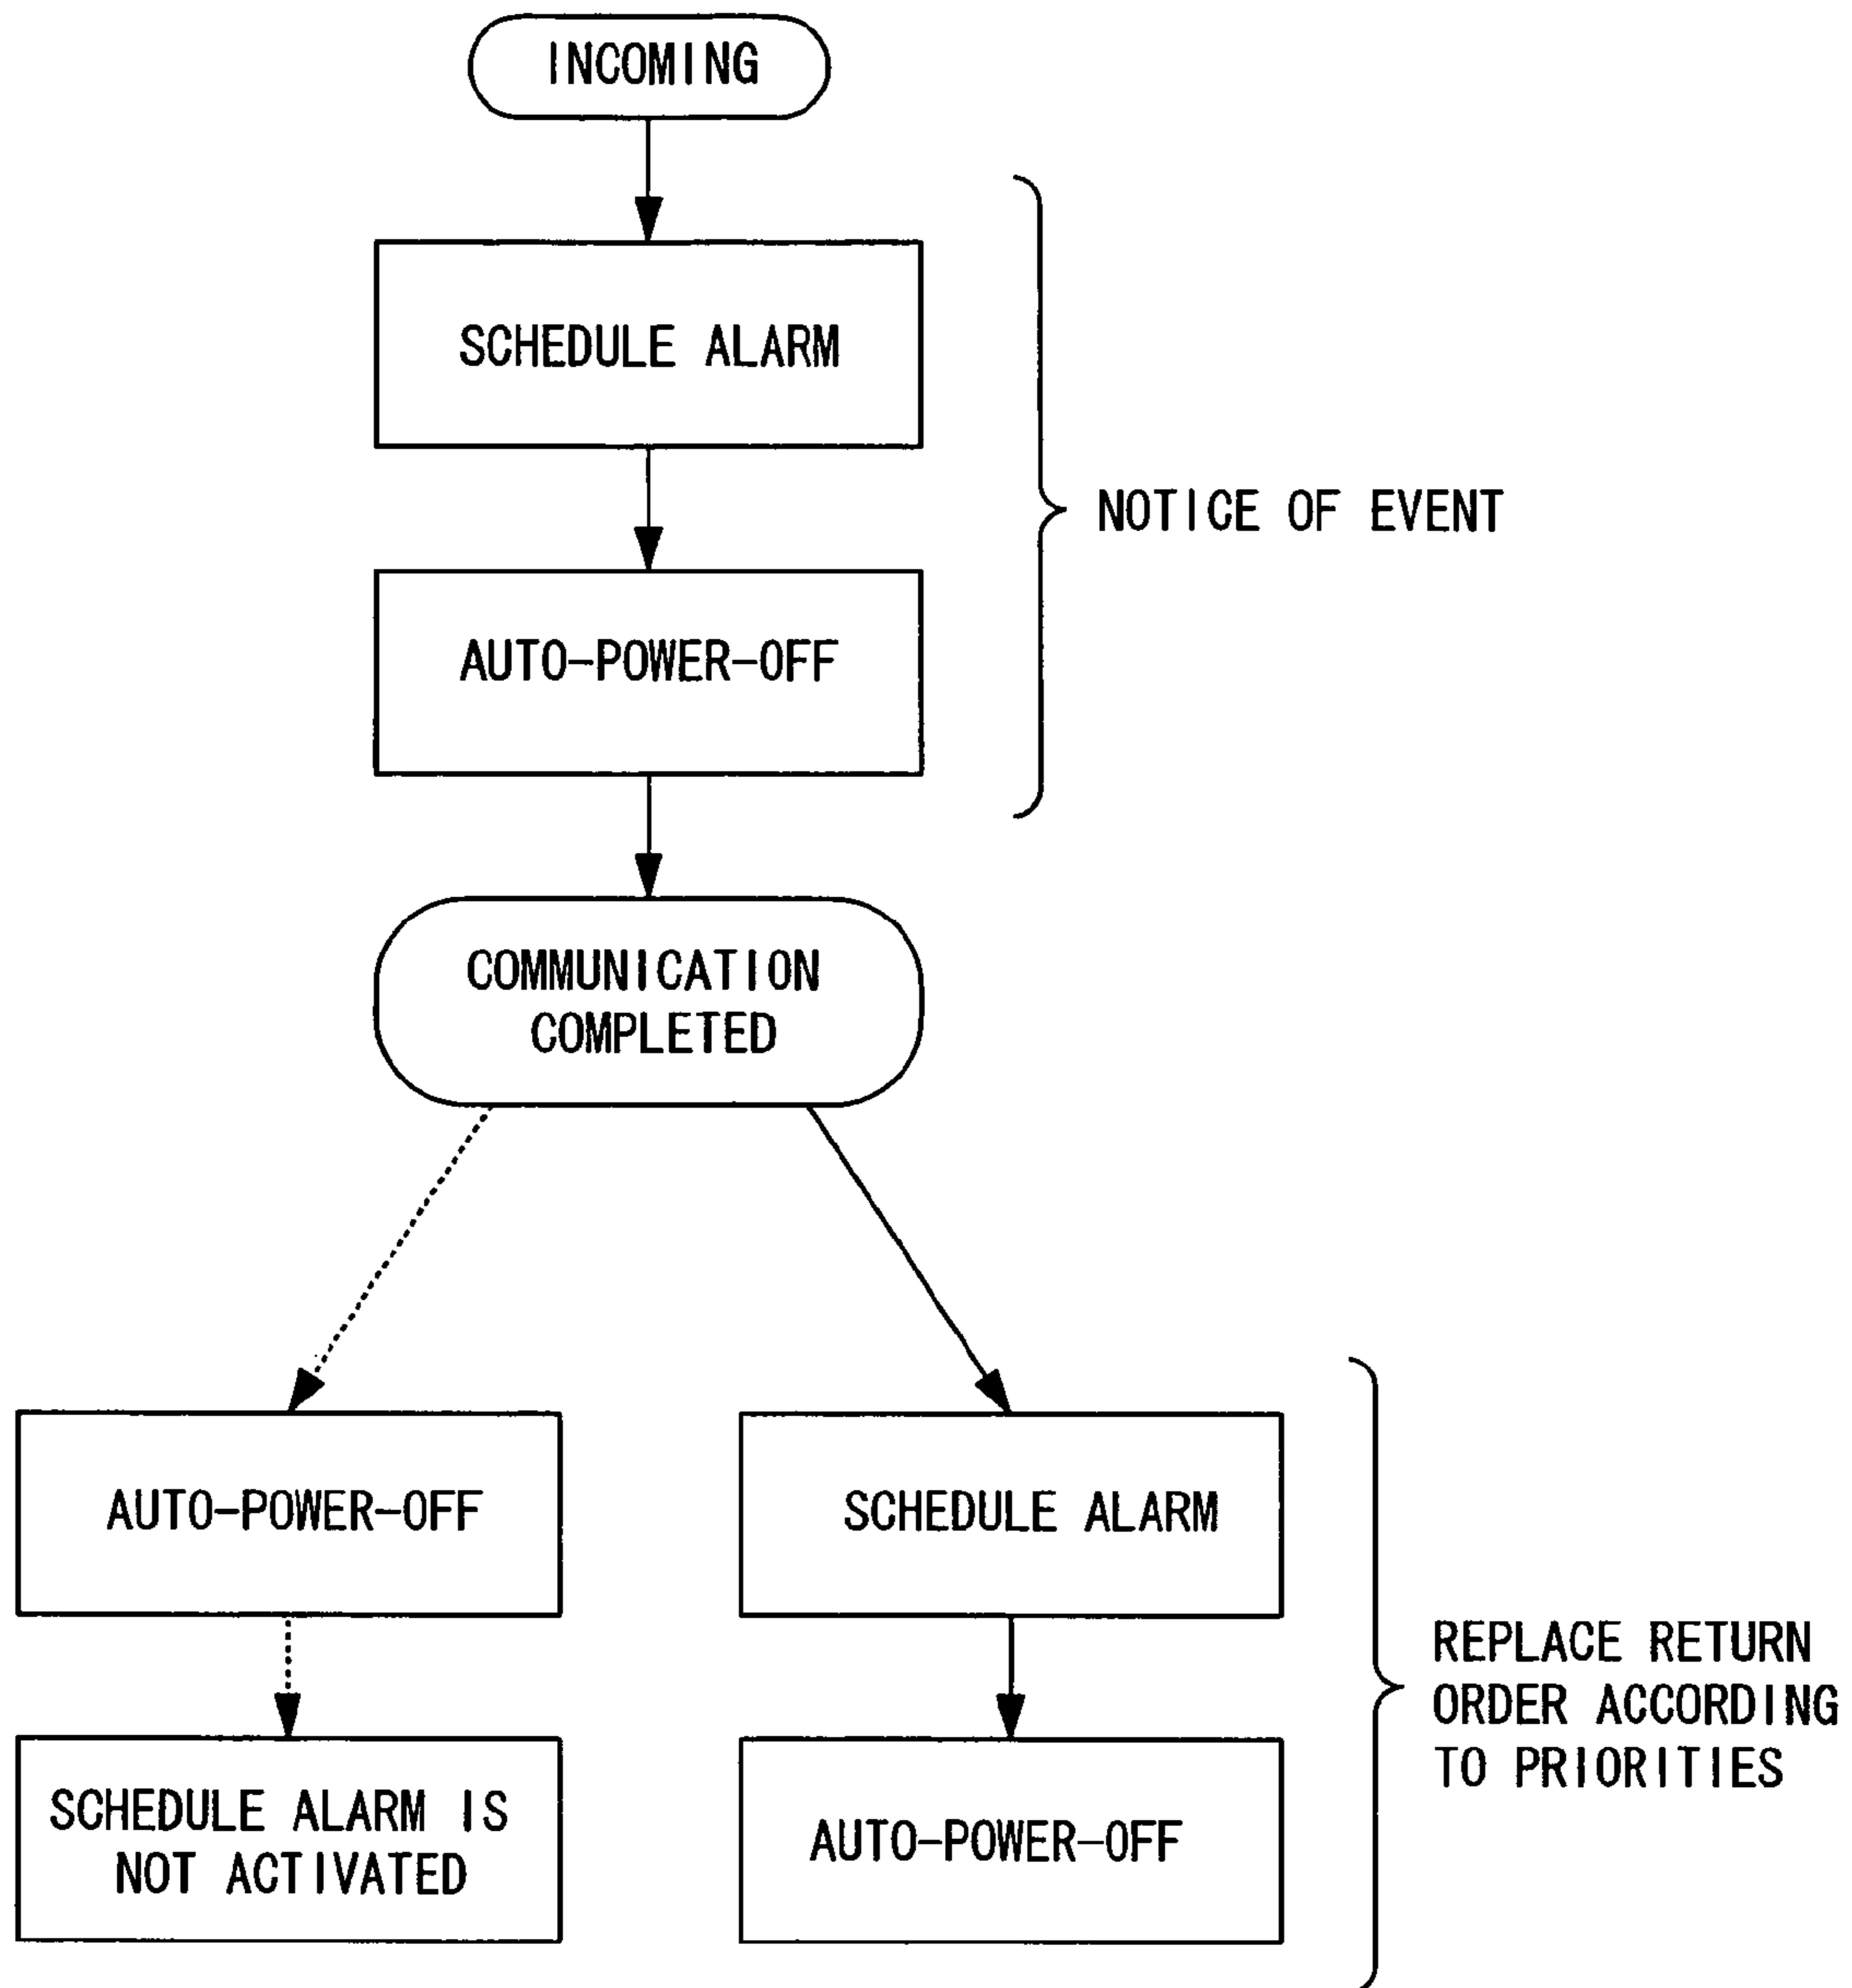 INCOMING
SCHEDULE ALARM
NOTICE OF EVENT
AUTO-POWER-OFF
COMMUNICATION
COMPLETED
AUTO-POWER-OFF
SCHEDULE ALARM
REPLACE RETURN
ORDER ACCORDING
TO PRIORITIES
SCHEDULE ALARM IS
NOT ACTIVATED
AUTO-POWER-OFF